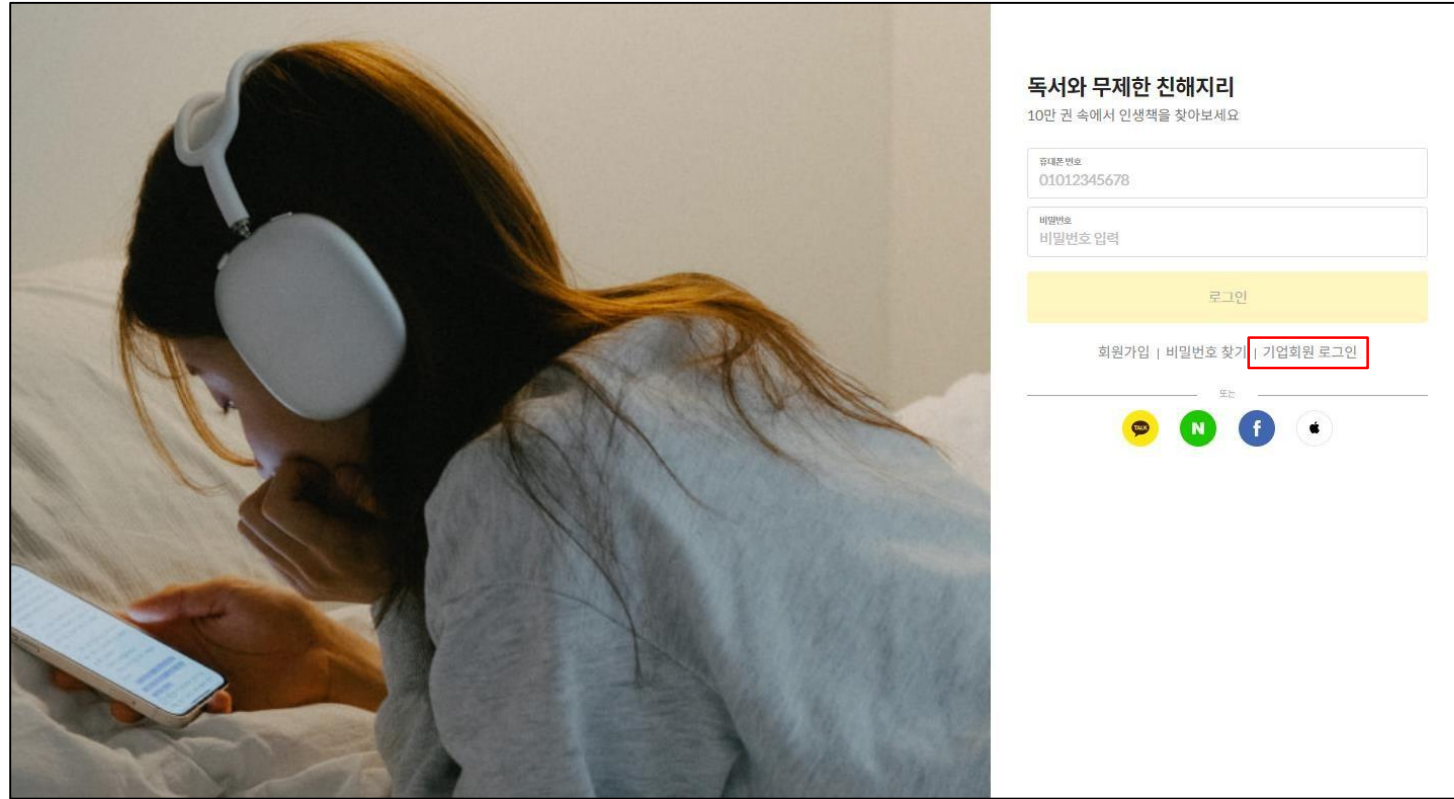 독서와 무제한 친해지리
10만 권 속에서 인생책을 찾아보세요
휴대폰 번호
01012345678
비밀번호
비밀번호 입력
로그인
회원가입 | 비밀번호 찾기 | 기업회원 로그인
또는
TALK N f